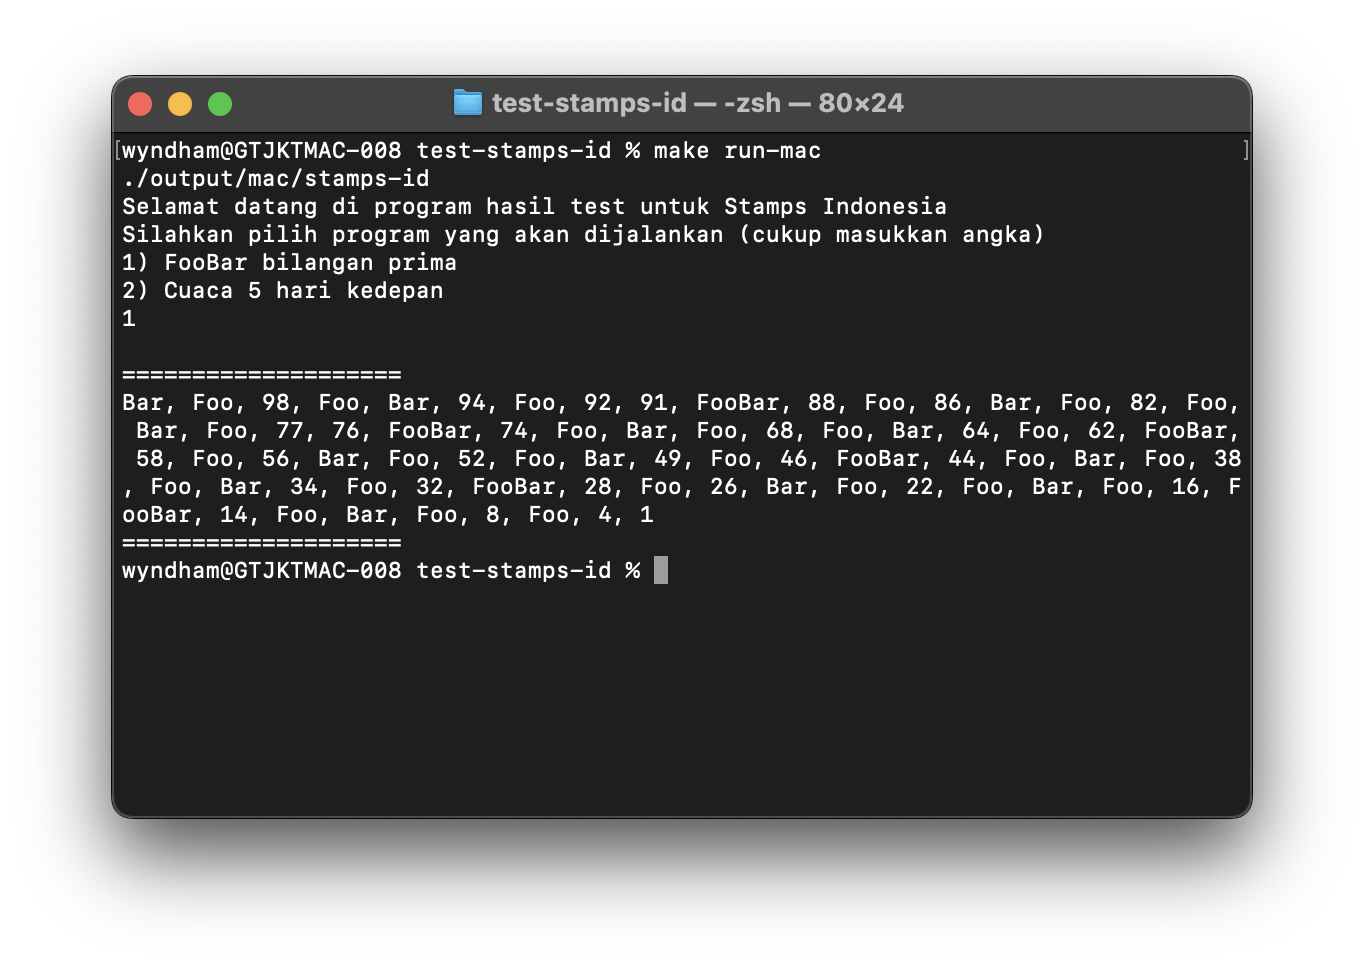 test-stamps-id — -zsh — 80×24
[wyndham@GTJKTMAC-008 test-stamps-id % make run-mac ]
./output/mac/stamps-id
Selamat datang di program hasil test untuk Stamps Indonesia
Silahkan pilih program yang akan dijalankan (cukup masukkan angka)
1) FooBar bilangan prima
2) Cuaca 5 hari kedepan
1
====================
Bar, Foo, 98, Foo, Bar, 94, Foo, 92, 91, FooBar, 88, Foo, 86, Bar, Foo, 82, Foo,
 Bar, Foo, 77, 76, FooBar, 74, Foo, Bar, Foo, 68, Foo, Bar, 64, Foo, 62, FooBar,
 58, Foo, 56, Bar, Foo, 52, Foo, Bar, 49, Foo, 46, FooBar, 44, Foo, Bar, Foo, 38
, Foo, Bar, 34, Foo, 32, FooBar, 28, Foo, 26, Bar, Foo, 22, Foo, Bar, Foo, 16, F
ooBar, 14, Foo, Bar, Foo, 8, Foo, 4, 1
====================
wyndham@GTJKTMAC-008 test-stamps-id %